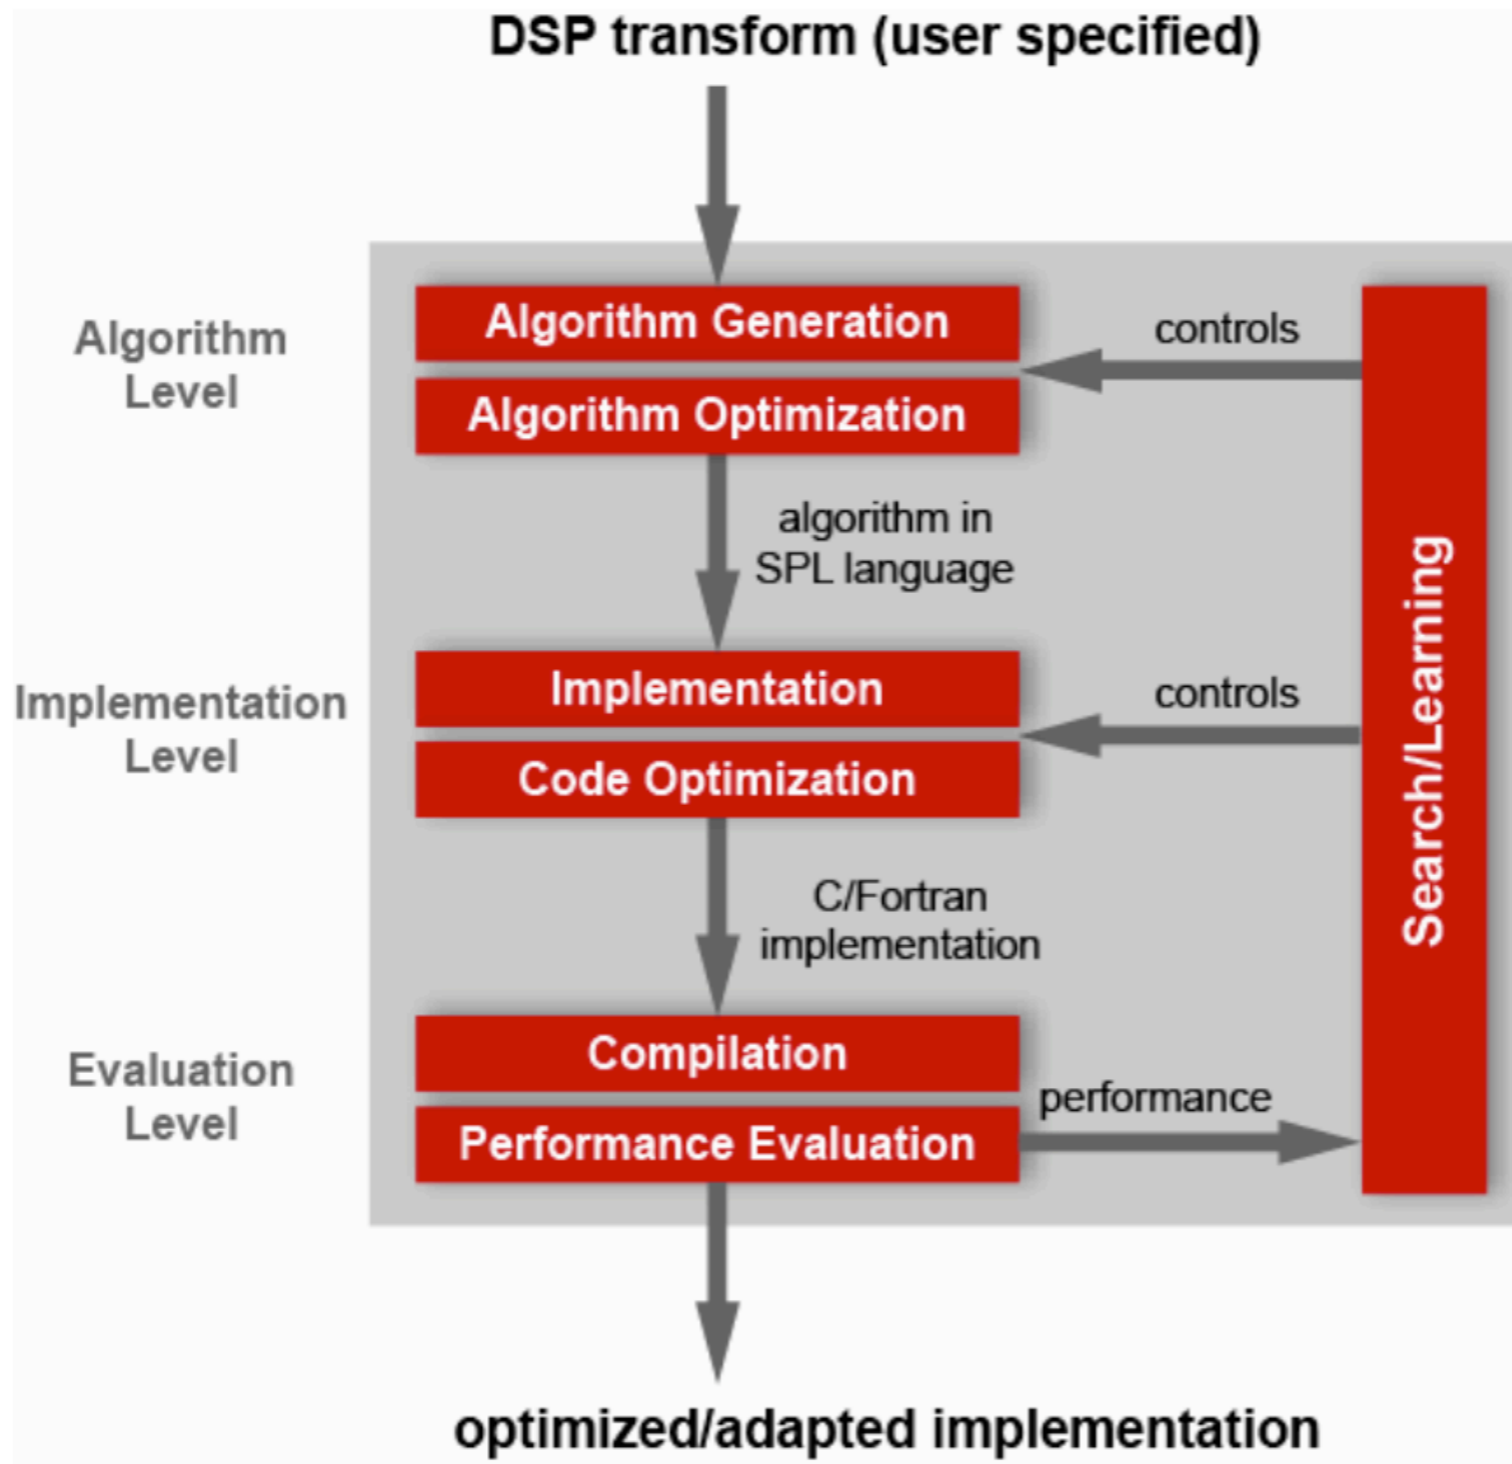 DSP transform (user specified)
Algorithm
Level
Algorithm Generation
Algorithm Optimization
controls
algorithm in
SPL language
Implementation
Level
Implementation
Code Optimization
controls
Search/Learning
C/Fortran
implementation
Evaluation
Level
Compilation
Performance Evaluation
performance
optimized/adapted implementation